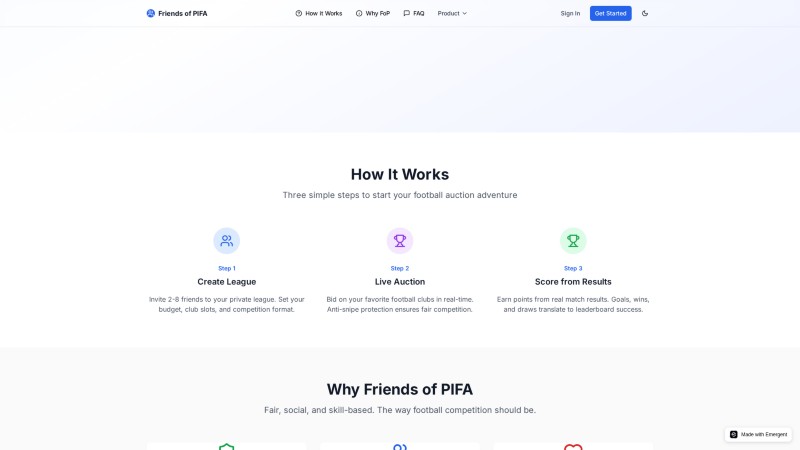 Friends of PIFA
How It Works
Why FoP
FAQ
Product
Sign In
Get Started
How It Works
Three simple steps to start your football auction adventure
Step 1
Create League
Invite 2-8 friends to your private league. Set your
budget, club slots, and competition format.
Step 2
Live Auction
Bid on your favorite football clubs in real-time.
Anti-snipe protection ensures fair competition.
Step 3
Score from Results
Earn points from real match results. Goals, wins,
and draws translate to leaderboard success.
Why Friends of PIFA
Fair, social, and skill-based. The way football competition should be.
Made with Emergent